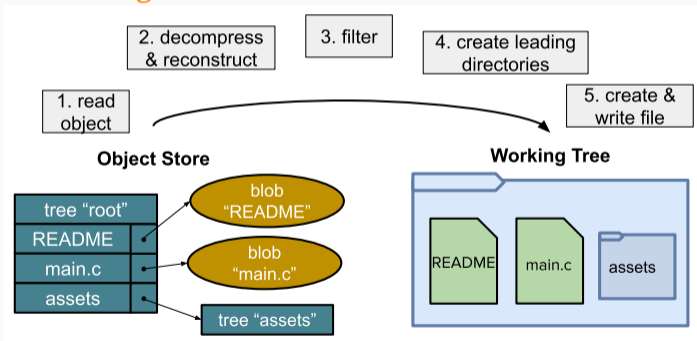 2. decompress
& reconstruct
3. filter
4. create leading
directories
1. read
object
5. create &
write file
Object Store
Working Tree
tree “root”
README
main.c
assets
blob
“README”
blob
“main.c”
tree “assets”
README
main.c
assets